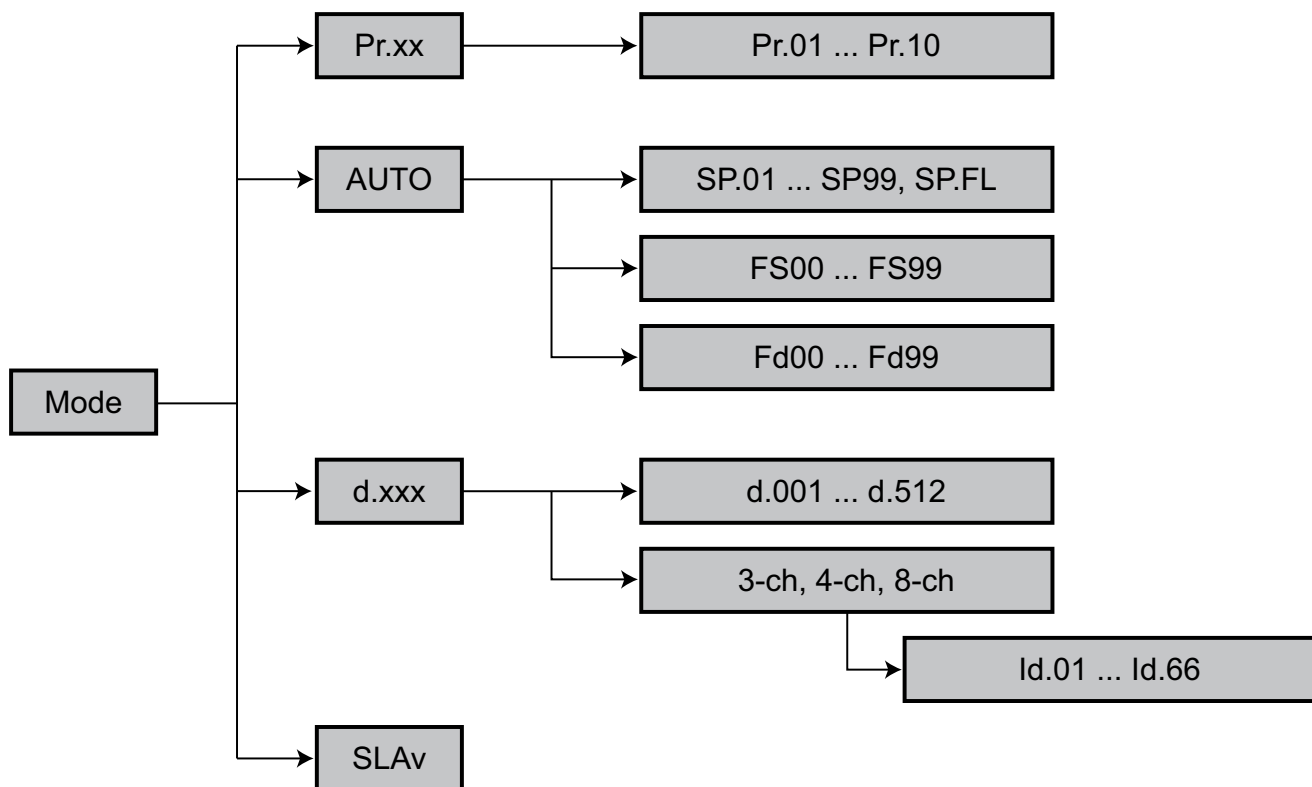 Pr.xx
Pr.01 ... Pr.10
AUTO
SP.01 ... SP99, SP.FL
FS00 ... FS99
Fd00 ... Fd99
Mode
d.xxx
d.001 ... d.512
3-ch, 4-ch, 8-ch
Id.01 ... Id.66
SLAv